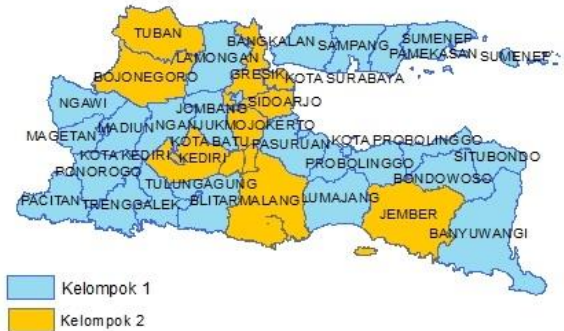 TUBAN
BANGKALAN
SAMPANG
SUMENEP
PAMEKASAN
SUMENEP
LAMONGAN
BOJONEGORO
GRESIK
KOTA SURABAYA
NGAWI
JOMBANG
SIDOARJO
MAGETAN
MADIUN
NGANJUK
MOJOKERTO
KOTA BATU
PASURUAN
KOTA PROBOLINGGO
KOTA KEDIRI
KEDIRI
PROBOLINGGO
SITUBONDO
PONOROGO
BONDOWOSO
TULUNGAGUNG
PACITAN
TRENGGALEK
BLITAR
MALANG
LUMAJANG
JEMBER
BANYUWANGI
Kelompok 1
Kelompok 2